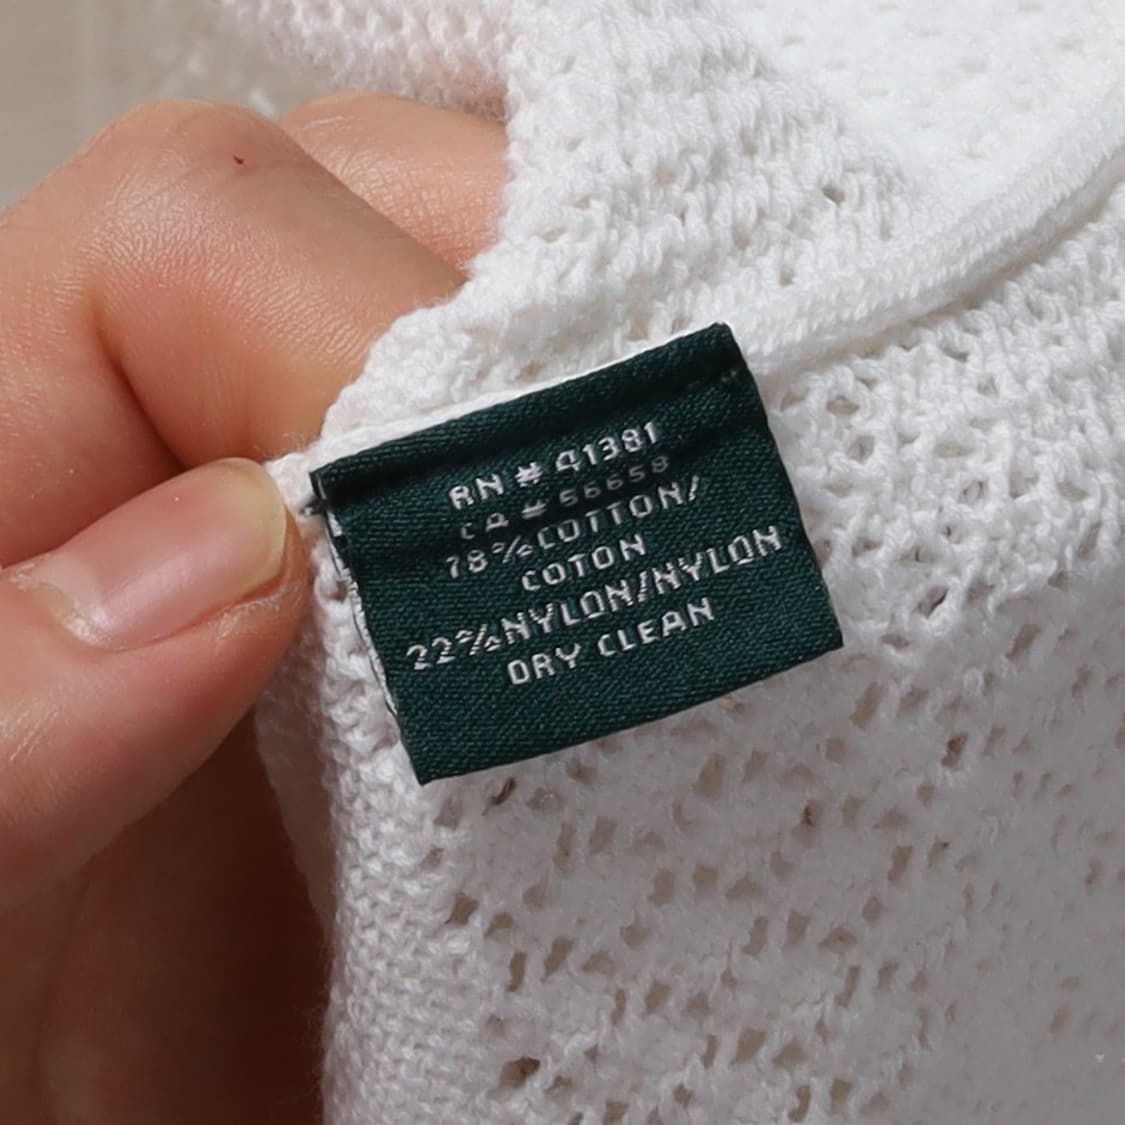 RN # 41381
CA # 56658
78% COTTON/
COTON
22% NYLON/NYLON
DRY CLEAN